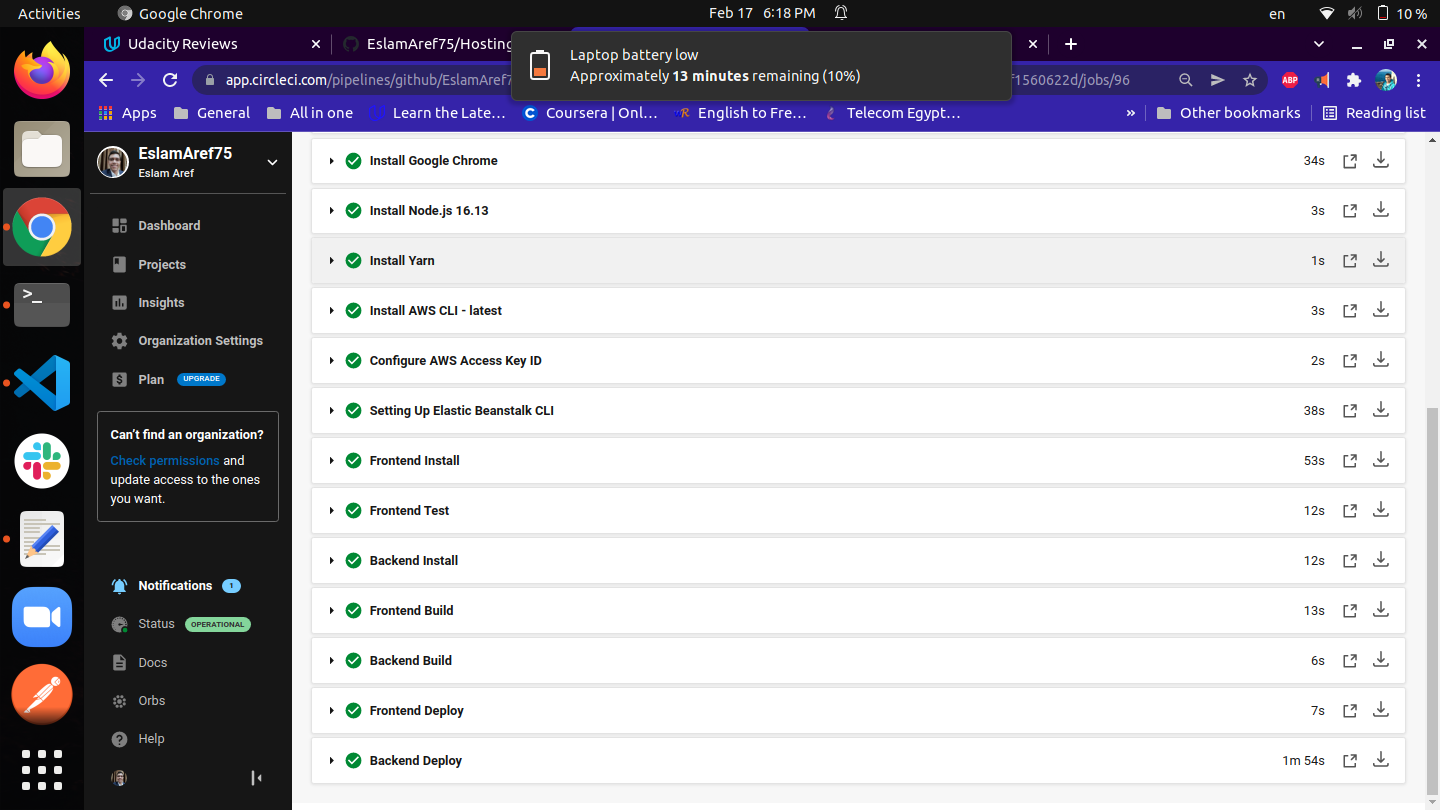 Activities
Google Chrome
Feb 17 6:18 PM
en
10 %
Udacity Reviews
EslamAref75/Hosting
Laptop battery low
Approximately 13 minutes remaining (10%)
app.circleci.com/pipelines/github/EslamAref7
f1560622d/jobs/96
ABP
Apps
General
All in one
Learn the Late…
Coursera | Onl…
English to Fre…
Telecom Egypt…
»
Other bookmarks
Reading list
EslamAref75
Eslam Aref
Dashboard
Projects
Insights
Organization Settings
Plan
UPGRADE
Can't find an organization?
Check permissions and
update access to the ones
you want.
Notifications
1
Status
OPERATIONAL
Docs
Orbs
Help
Install Google Chrome 34s
Install Node.js 16.13 3s
Install Yarn 1s
Install AWS CLI - latest 3s
Configure AWS Access Key ID 2s
Setting Up Elastic Beanstalk CLI 38s
Frontend Install 53s
Frontend Test 12s
Backend Install 12s
Frontend Build 13s
Backend Build 6s
Frontend Deploy 7s
Backend Deploy 1m 54s